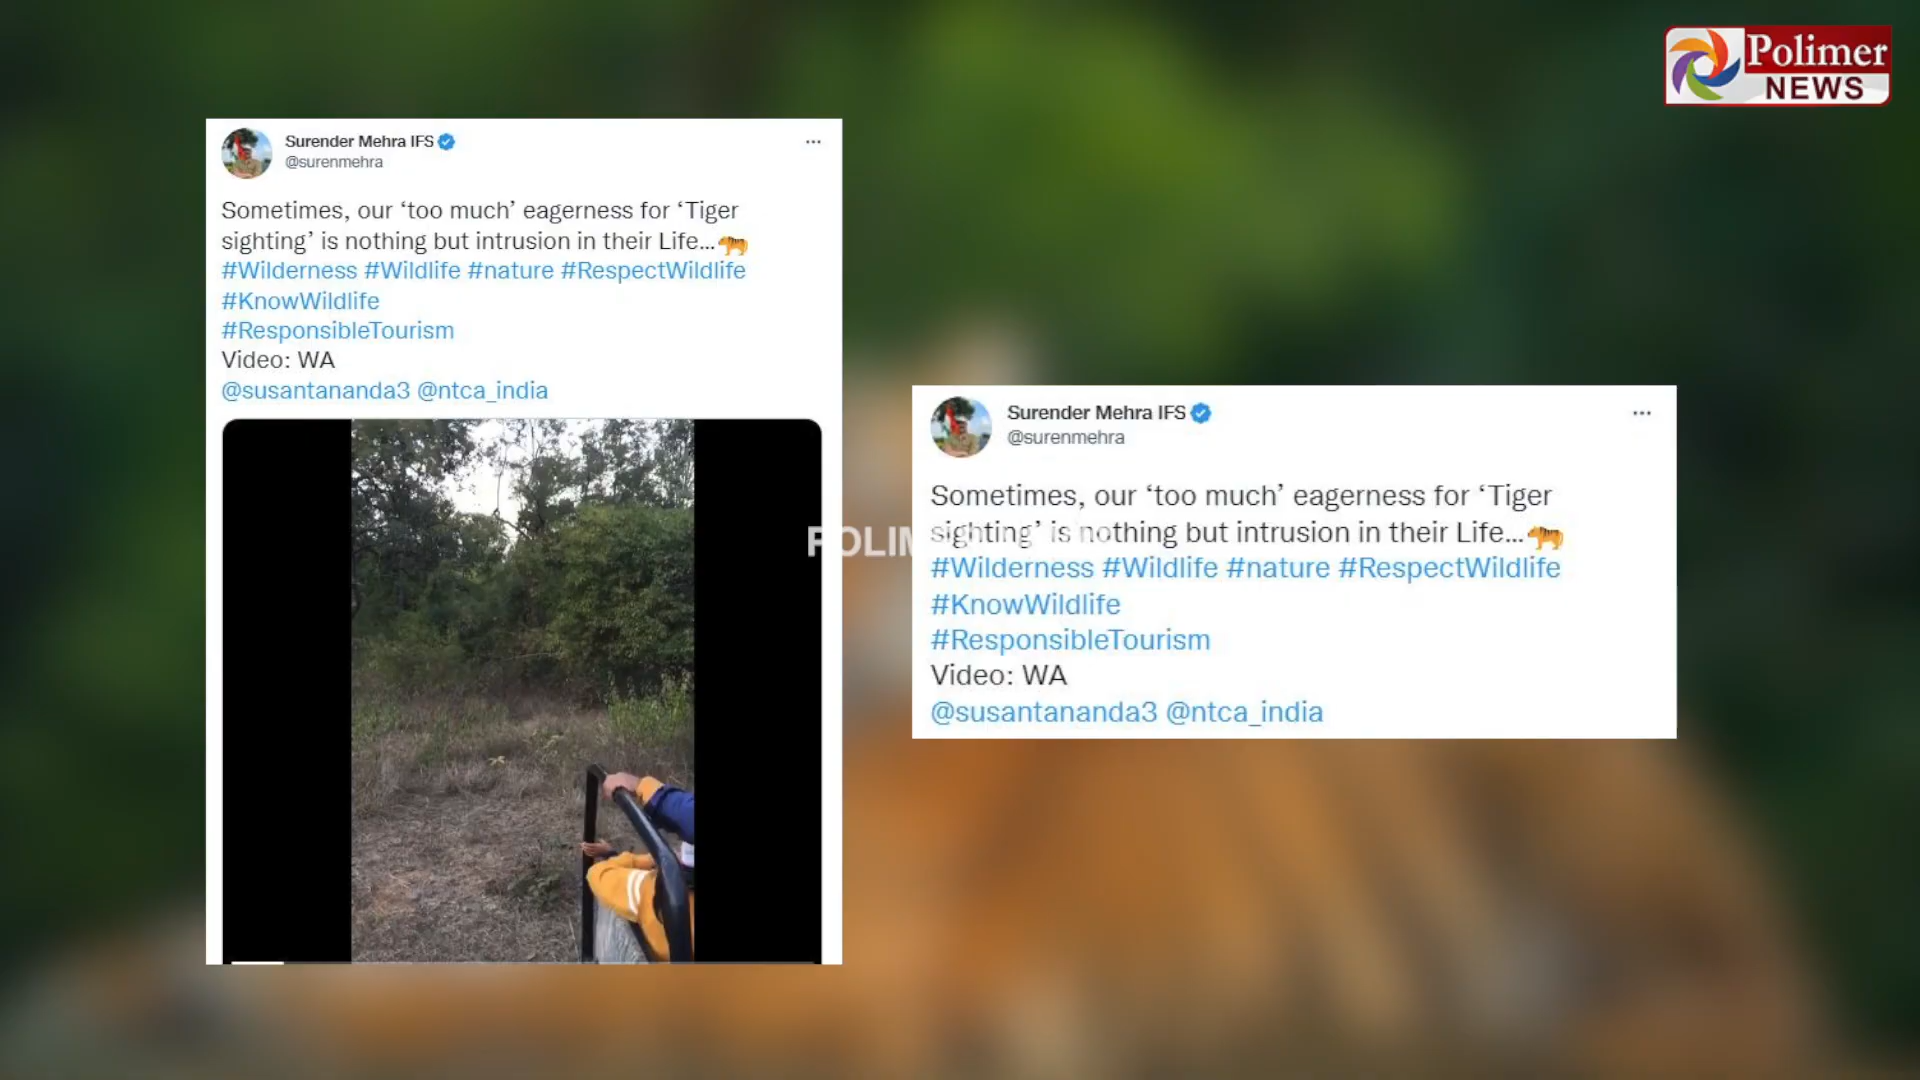 Polimer
NEWS
Surender Mehra IFS
@surenmehra
Sometimes, our ‘too much’ eagerness for ‘Tiger
sighting’ is nothing but intrusion in their Life...🐅
#Wilderness #Wildlife #nature #RespectWildlife
#KnowWildlife
#ResponsibleTourism
Video: WA
@susantananda3 @ntca_india
Surender Mehra IFS
@surenmehra
Sometimes, our ‘too much’ eagerness for ‘Tiger
sighting’ is nothing but intrusion in their Life...🐅
#Wilderness #Wildlife #nature #RespectWildlife
#KnowWildlife
#ResponsibleTourism
Video: WA
@susantananda3 @ntca_india